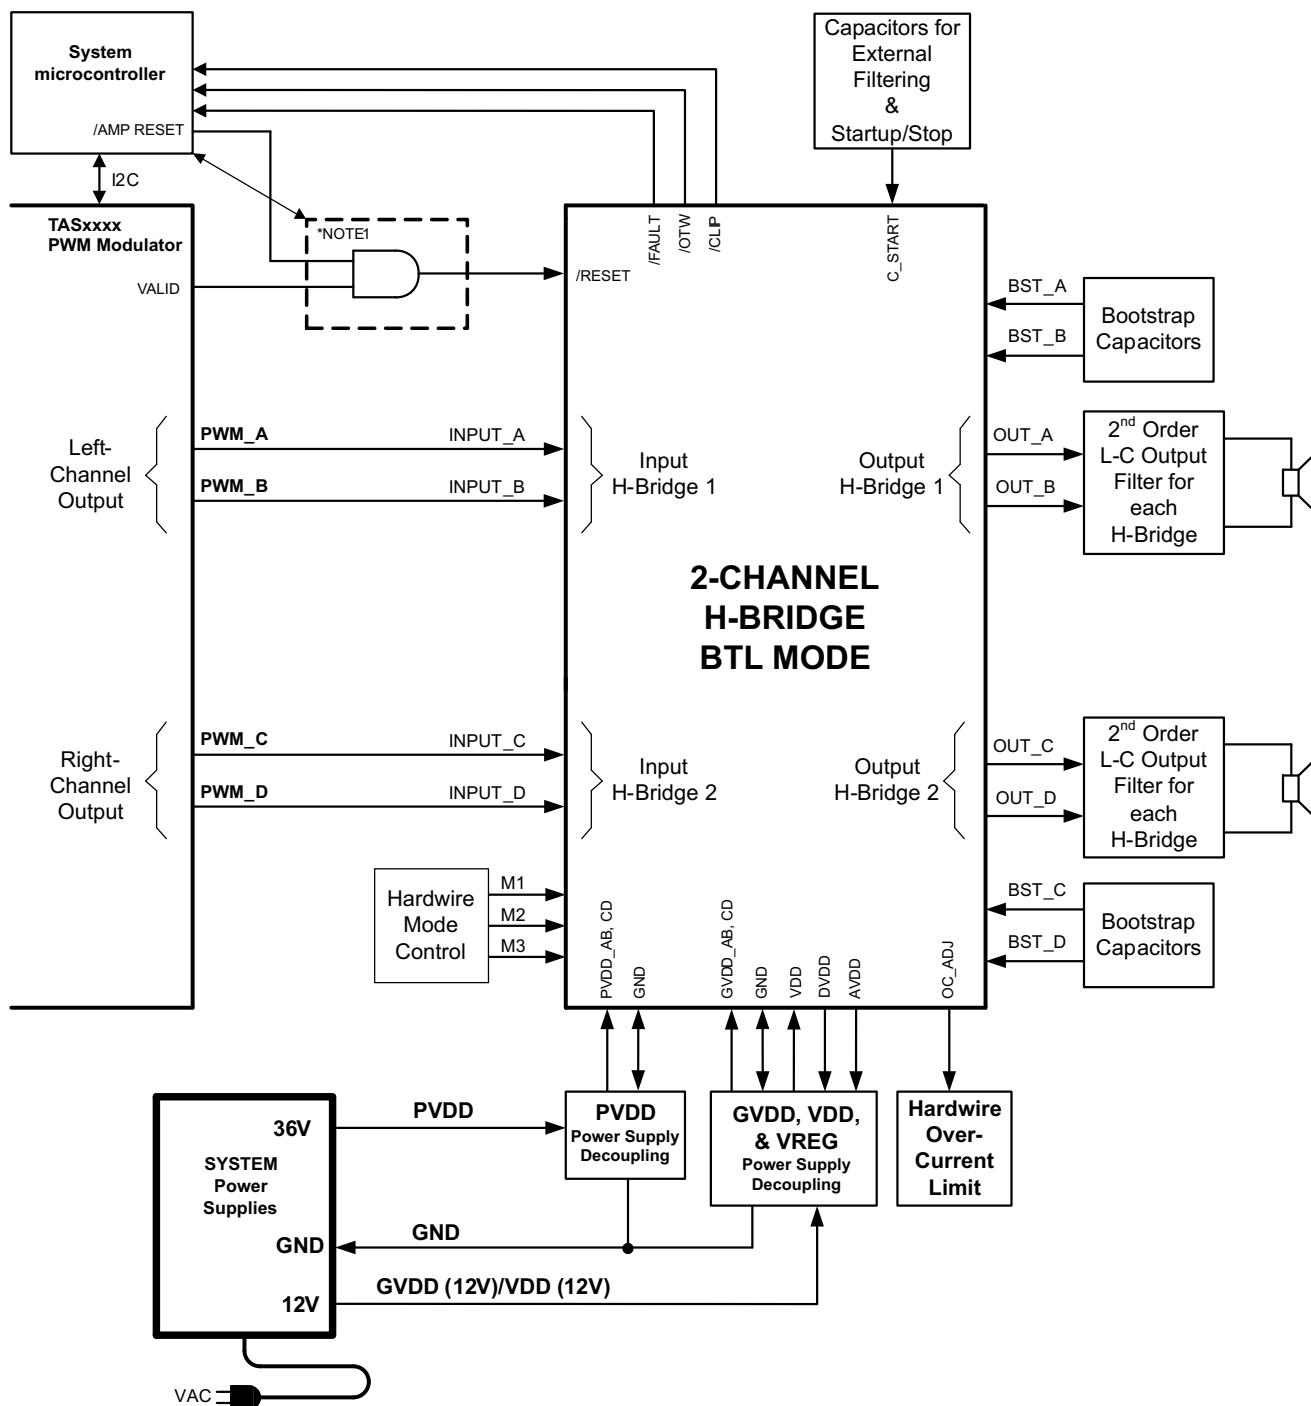 System
microcontroller
/AMP RESET
I2C
Capacitors for
External
Filtering
&
Startup/Stop
TASxxxx
PWM Modulator
VALID
*NOTE1
/RESET
/FAULT
/OTW
/CLIP
C_START
BST_A
BST_B
Bootstrap
Capacitors
Left-
Channel
Output
PWM_A
PWM_B
INPUT_A
INPUT_B
Input
H-Bridge 1
Output
H-Bridge 1
OUT_A
OUT_B
2nd Order
L-C Output
Filter for
each
H-Bridge
2-CHANNEL
H-BRIDGE
BTL MODE
Right-
Channel
Output
PWM_C
PWM_D
INPUT_C
INPUT_D
Input
H-Bridge 2
Output
H-Bridge 2
OUT_C
OUT_D
2nd Order
L-C Output
Filter for
each
H-Bridge
Hardwire
Mode
Control
M1
M2
M3
PVDD_AB, CD
GND
GVDD_AB, CD
GND
VDD
DVDD
AVDD
OC_ADJ
BST_C
BST_D
Bootstrap
Capacitors
36V
SYSTEM
Power
Supplies
GND
12V
PVDD
PVDD
Power Supply
Decoupling
GVDD, VDD,
& VREG
Power Supply
Decoupling
Hardwire
Over-
Current
Limit
GND
GVDD (12V)/VDD (12V)
VAC